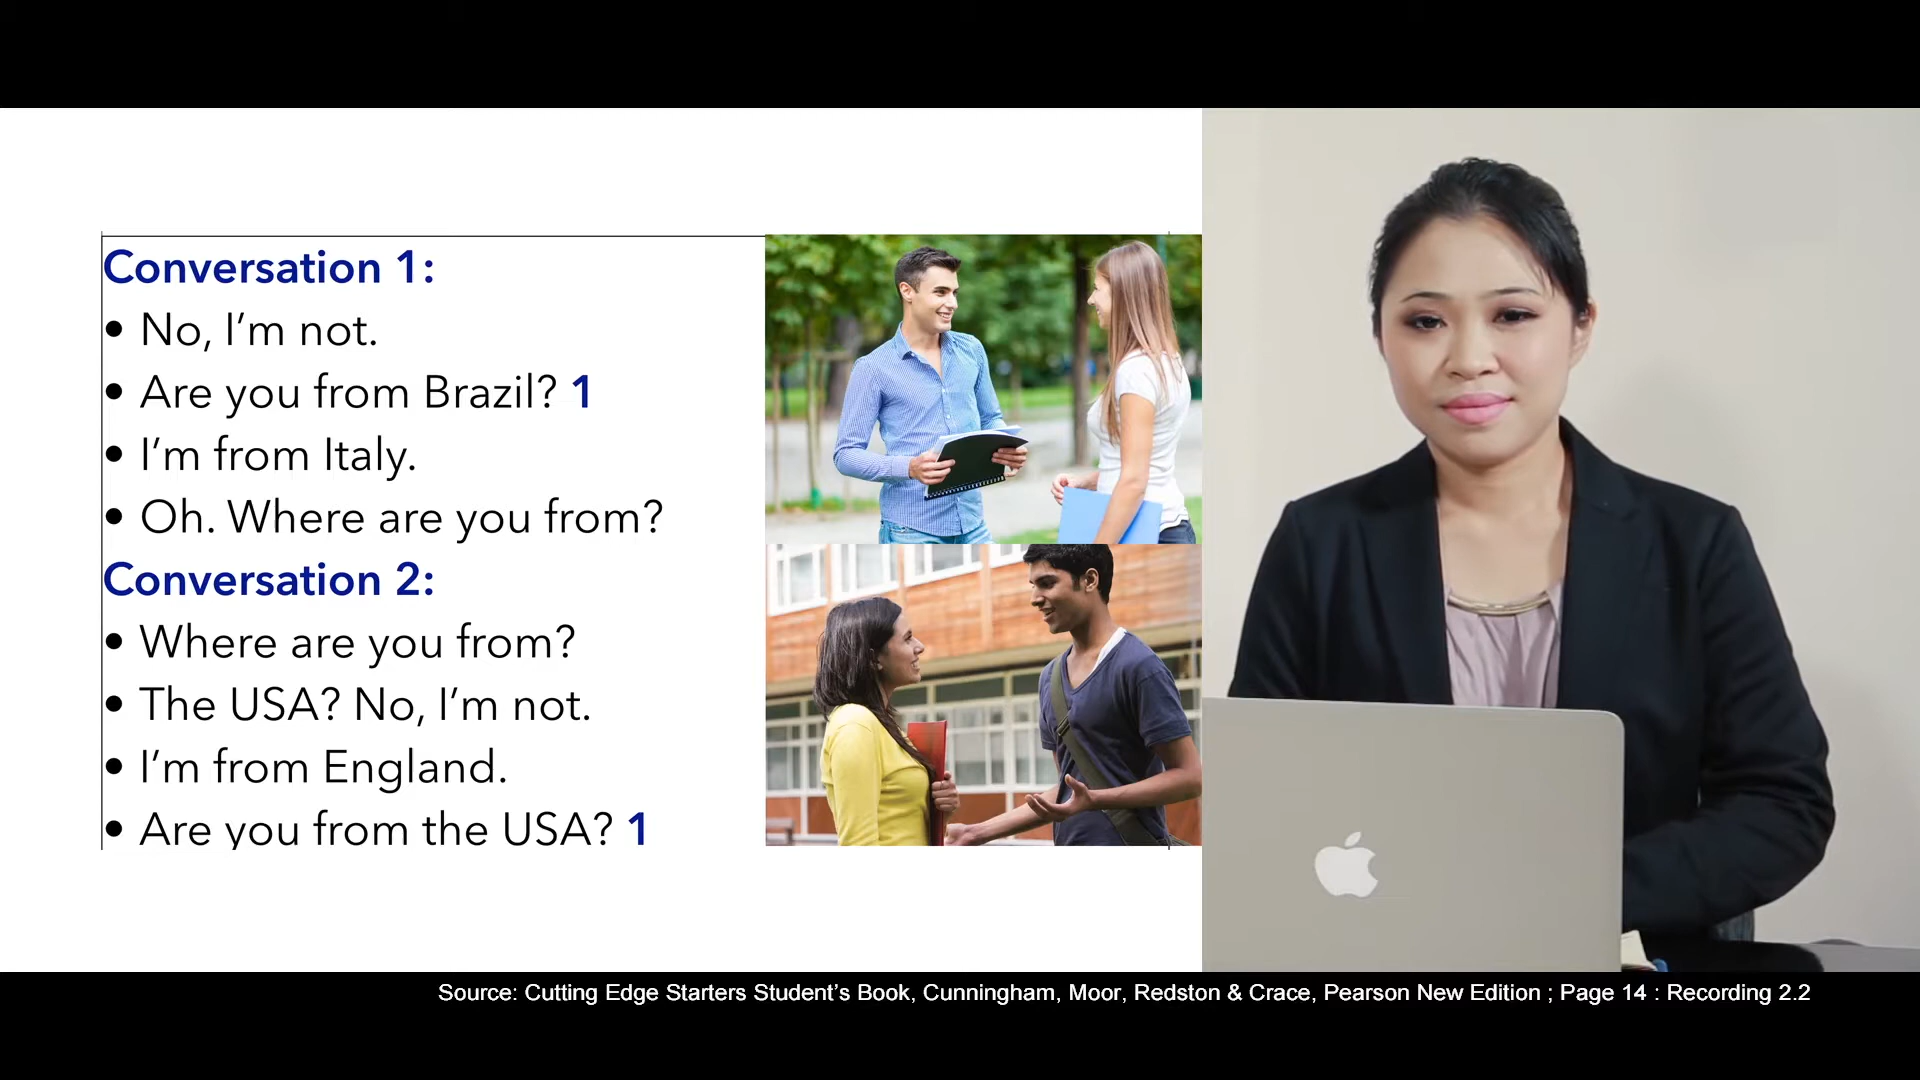 Conversation 1:
• No, I’m not.
• Are you from Brazil? 1
• I’m from Italy.
• Oh. Where are you from?
Conversation 2:
• Where are you from?
• The USA? No, I’m not.
• I’m from England.
• Are you from the USA? 1
Source: Cutting Edge Starters Student’s Book, Cunningham, Moor, Redston & Crace, Pearson New Edition ; Page 14 : Recording 2.2